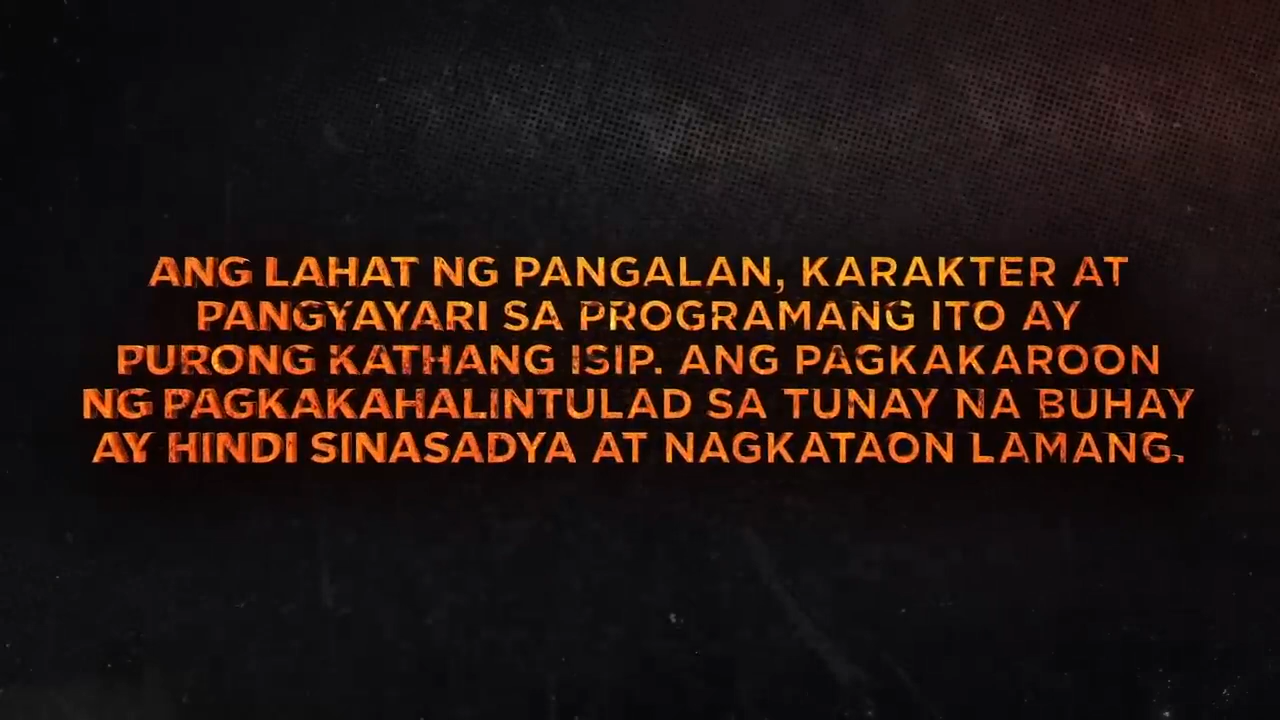 ANG LAHAT NG PANGALAN, KARAKTER AT
PANGYAYARI SA PROGRAMANG ITO AY
PURONG KATHANG ISIP. ANG PAGKAKAROON
NG PAGKAKAHALINTULAD SA TUNAY NA BUHAY
AY HINDI SINASADYA AT NAGKATAON LAMANG.